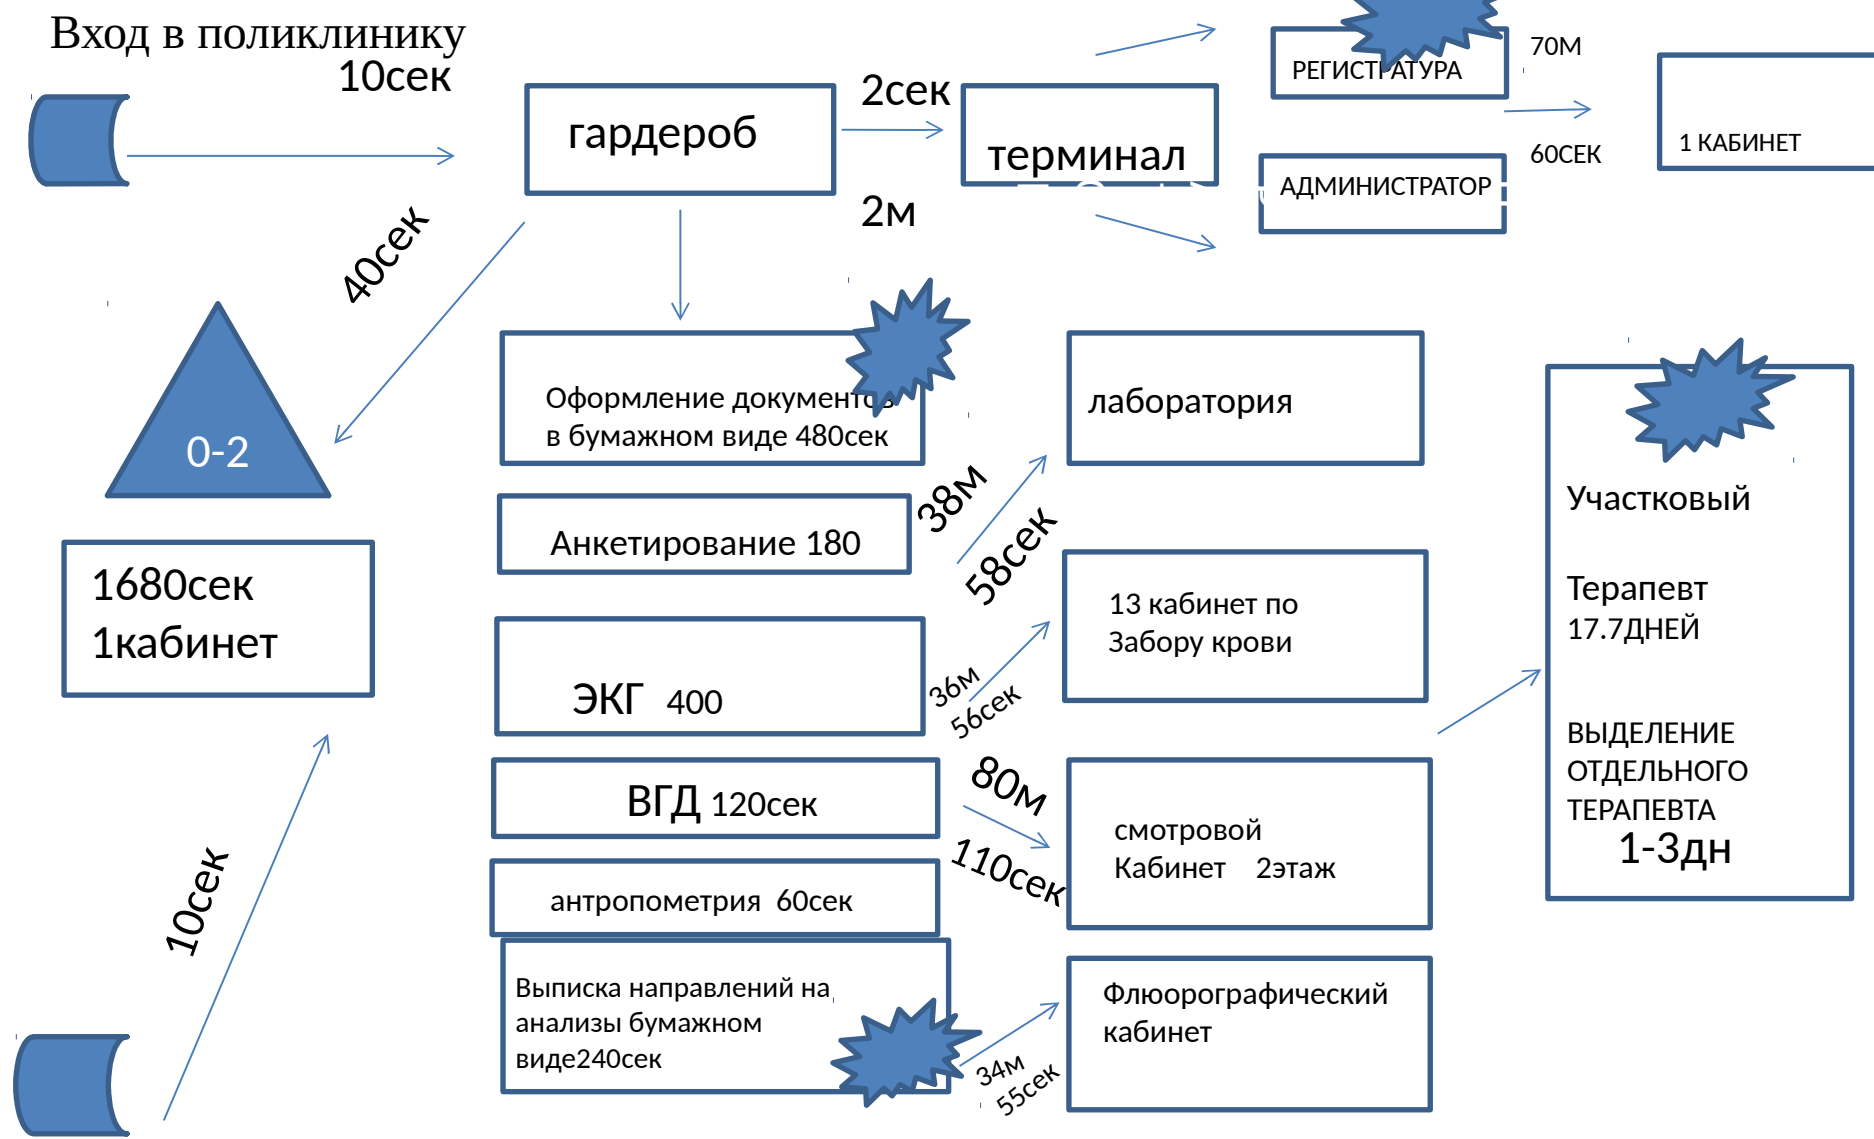 Вход в поликлинику
10сек
гардероб
2сек
2м
терминал
РЕГИСТРАТУРА
АДМИНИСТРАТОР
70М
60СЕК
1 КАБИНЕТ
40сек
0-2
1680сек
1кабинет
10сек
Оформление документов
в бумажном виде 480сек
Анкетирование 180
ЭКГ 400
ВГД 120сек
антропометрия 60сек
Выписка направлений на
анализы бумажном
виде240сек
38м
58сек
36м
56сек
80м
110сек
34м
55сек
лаборатория
13 кабинет по
Забору крови
смотровой
Кабинет 2этаж
Флюорографический
кабинет
Участковый
Терапевт
17.7ДНЕЙ
ВЫДЕЛЕНИЕ
ОТДЕЛЬНОГО
ТЕРАПЕВТА
1-3дн